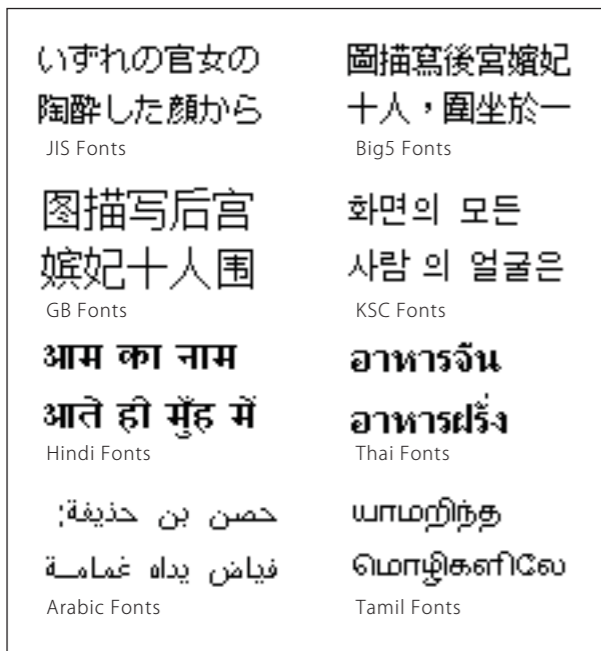 いずれの官女の
陶酔した顔から
JIS Fonts
圖描寫後宮嬪妃
十人，圍坐於一
Big5 Fonts
图描写后宫
嫔妃十人围
GB Fonts
화면의 모든
사람 의 얼굴은
KSC Fonts
आम का नाम
आते ही मुँह में
Hindi Fonts
อาหารจีน
อาหารฝรั่ง
Thai Fonts
حصن بن حذيفة;
فياض يداه غمامـة
Arabic Fonts
யாமறிந்த
மொழிகளிலே
Tamil Fonts